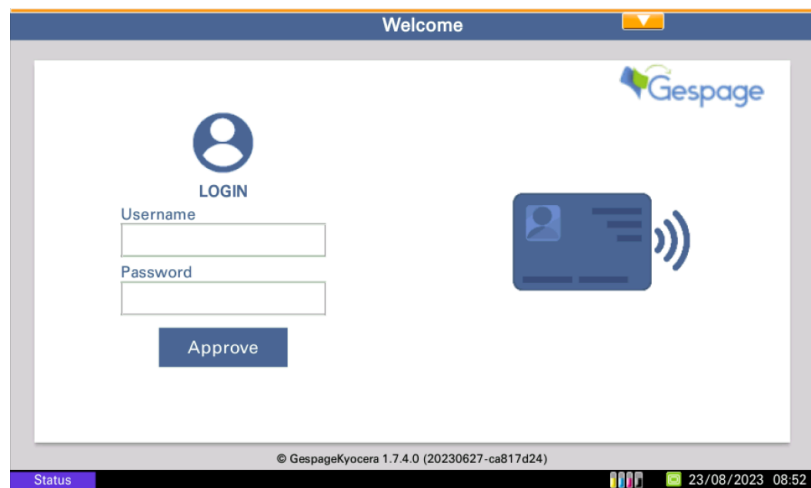 Welcome
Gespage
LOGIN
Username
Password
Approve
© GespageKyocera 1.7.4.0 (20230627-ca817d24)
Status 23/08/2023 08:52